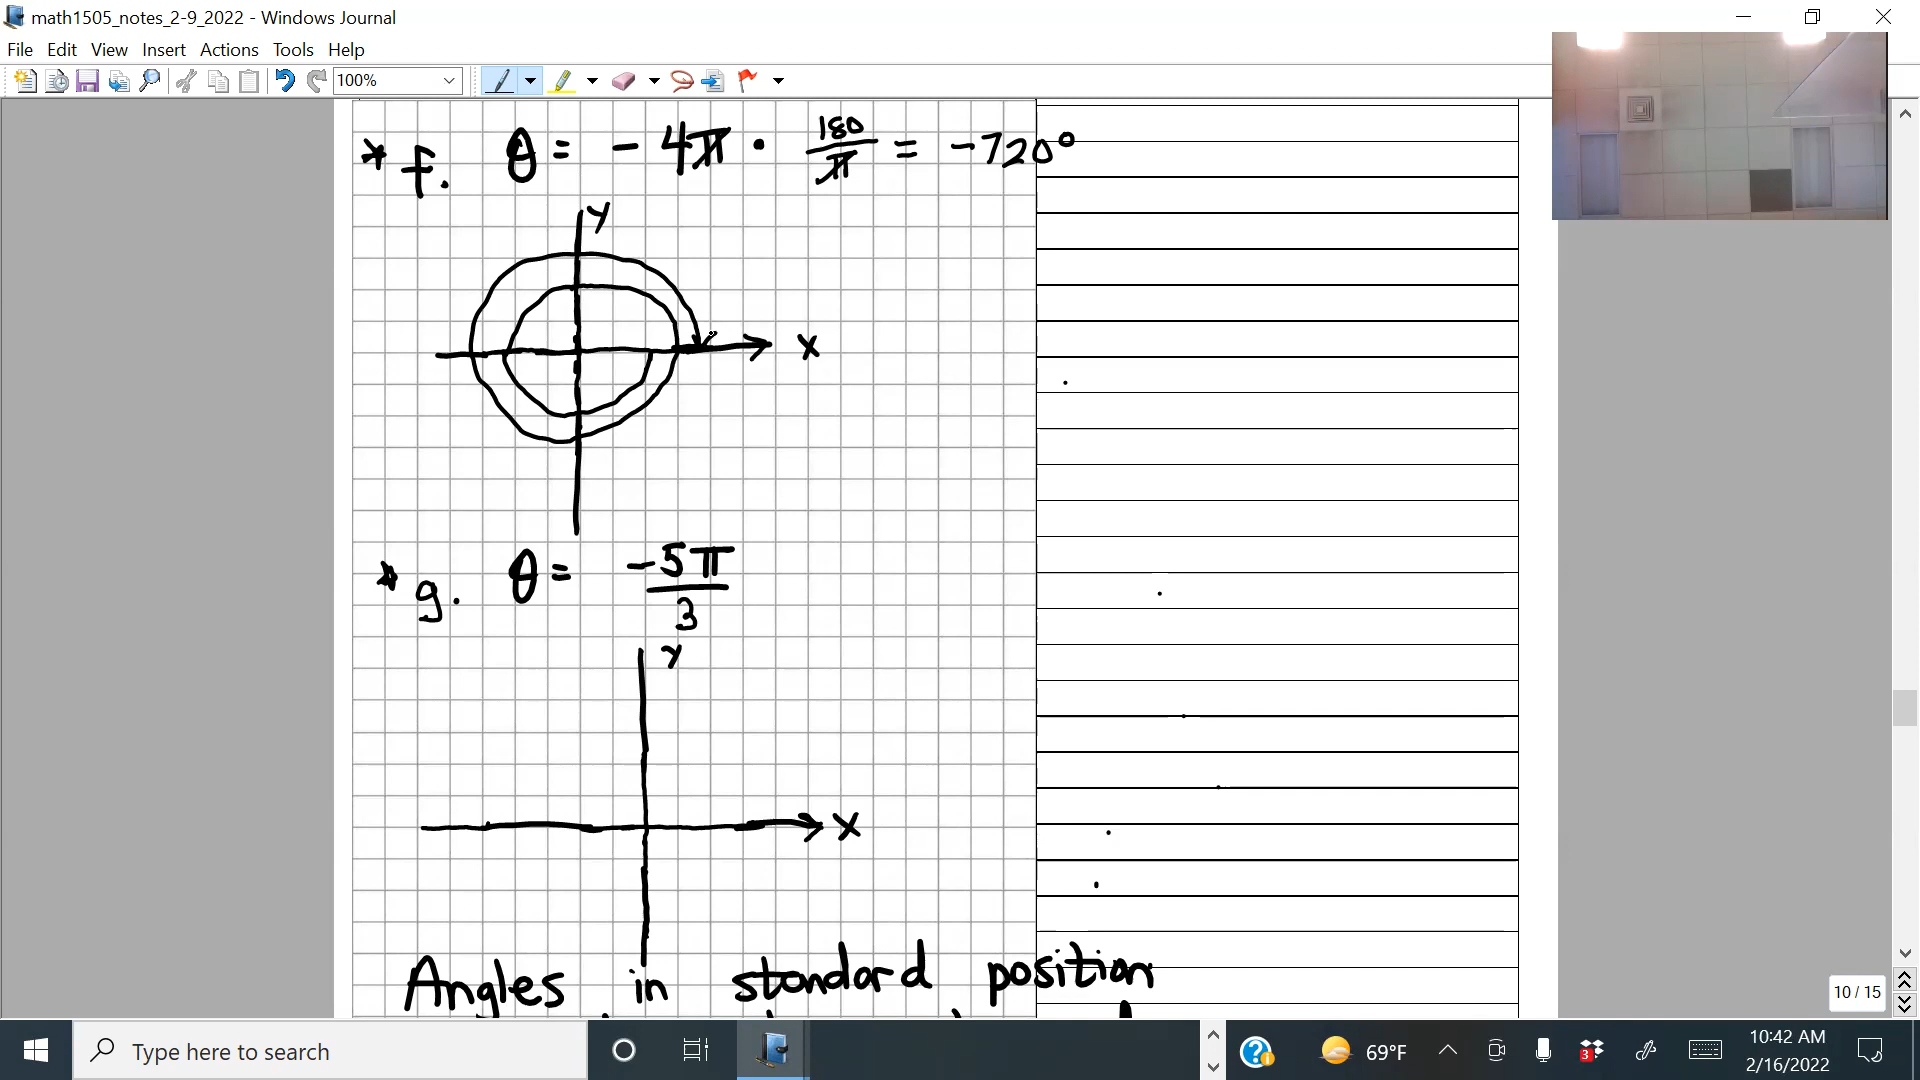 math1505_notes_2-9_2022 - Windows Journal
File Edit View Insert Actions Tools Help
100%
* f. θ = - 4π · 180/π = -720°
y
x
* g. θ = -5π/3
y
x
Angles in standard position
10 / 15
Type here to search
69°F
3
10:42 AM
2/16/2022